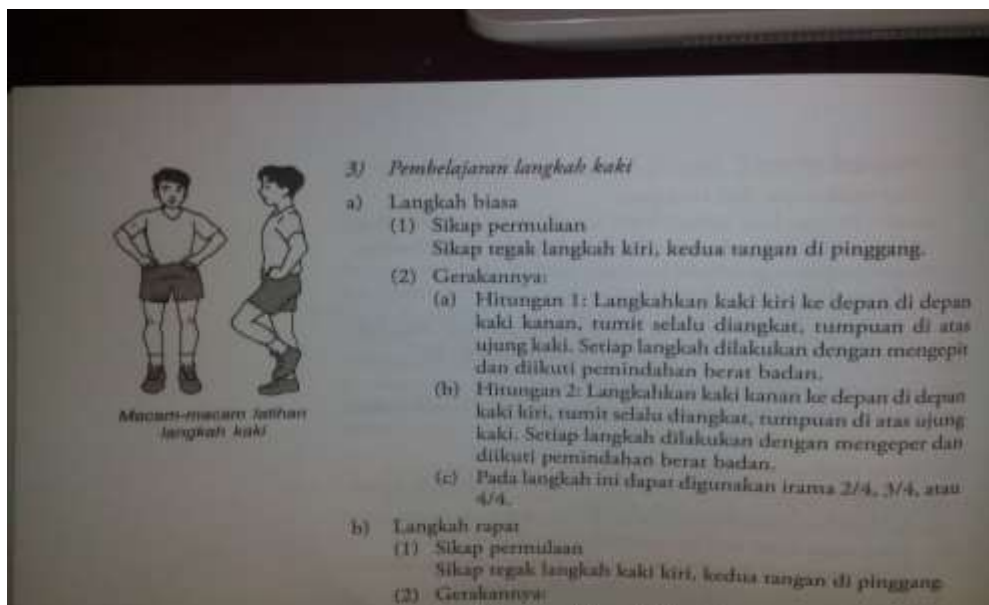 3) Pembelajaran langkah kaki
a) Langkah biasa
(1) Sikap permulaan
Sikap tegak langkah kiri, kedua tangan di pinggang.
(2) Gerakannya:
(a) Hitungan 1: Langkahkan kaki kiri ke depan di depan
kaki kanan, tumit selalu diangkat, tumpuan di atas
ujung kaki. Setiap langkah dilakukan dengan mengepit
dan diikuti pemindahan berat badan.
(b) Hitungan 2: Langkahkan kaki kanan ke depan di depan
kaki kiri, tumit selalu diangkat, tumpuan di atas ujung
kaki. Setiap langkah dilakukan dengan mengeper dan
diikuti pemindahan berat badan.
(c) Pada langkah ini dapat digunakan irama 2/4, 3/4, atau
4/4.
b) Langkah rapat
(1) Sikap permulaan
Sikap tegak langkah kaki kiri, kedua tangan di pinggang
(2) Gerakannya:
Macam-macam latihan
langkah kaki